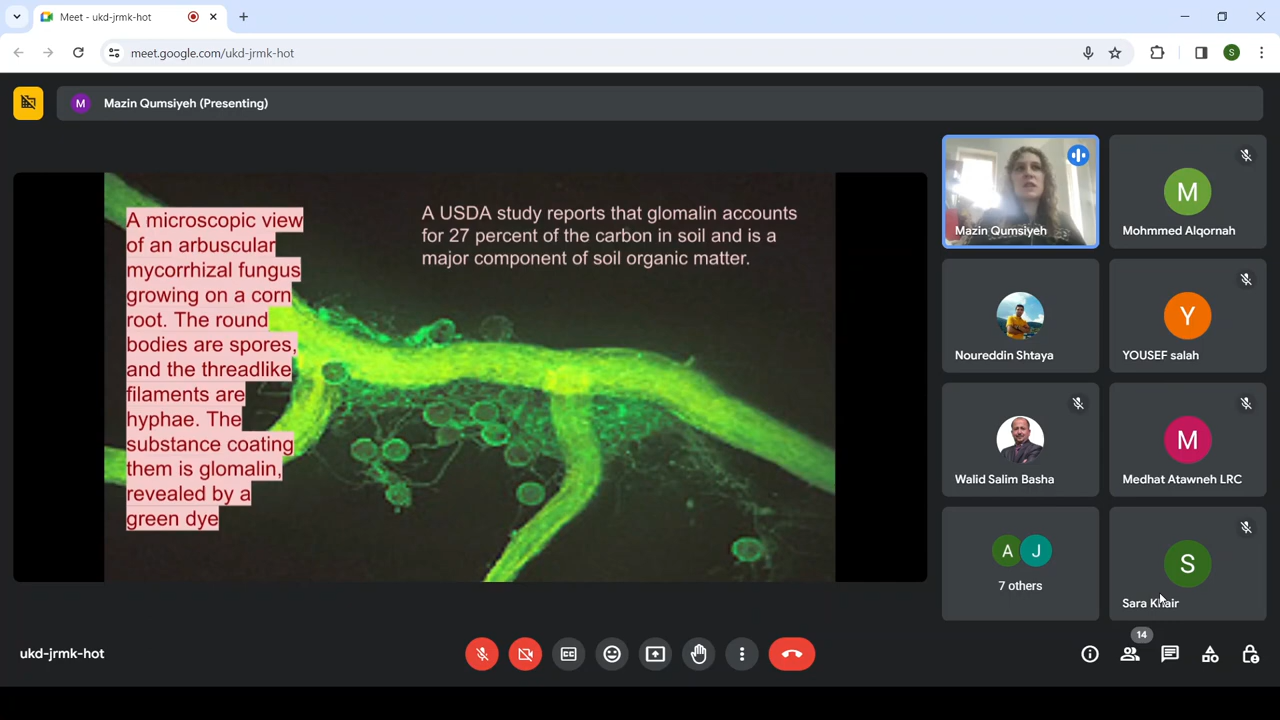 Meet - ukd-jrmk-hot
meet.google.com/ukd-jrmk-hot
S
M
Mazin Qumsiyeh (Presenting)
A microscopic view
of an arbuscular
mycorrhizal fungus
growing on a corn
root. The round
bodies are spores,
and the threadlike
filaments are
hyphae. The
substance coating
them is glomalin,
revealed by a
green dye
A USDA study reports that glomalin accounts
for 27 percent of the carbon in soil and is a
major component of soil organic matter.
Mazin Qumsiyeh
M
Mohmmed Alqornah
Noureddin Shtaya
Y
YOUSEF salah
Walid Salim Basha
M
Medhat Atawneh LRC
A J
7 others
S
Sara Khair
ukd-jrmk-hot
14